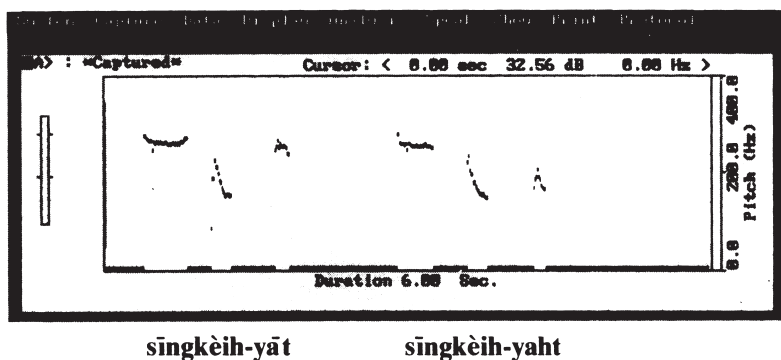 A> : *Captured* Cursor: < 0.00 sec 32.56 dB 0.00 Hz >
400.0
200.0
0.0
Pitch (Hz)
Duration 6.00 Sec.
sīngkèih-yāt sīngkèih-yaht